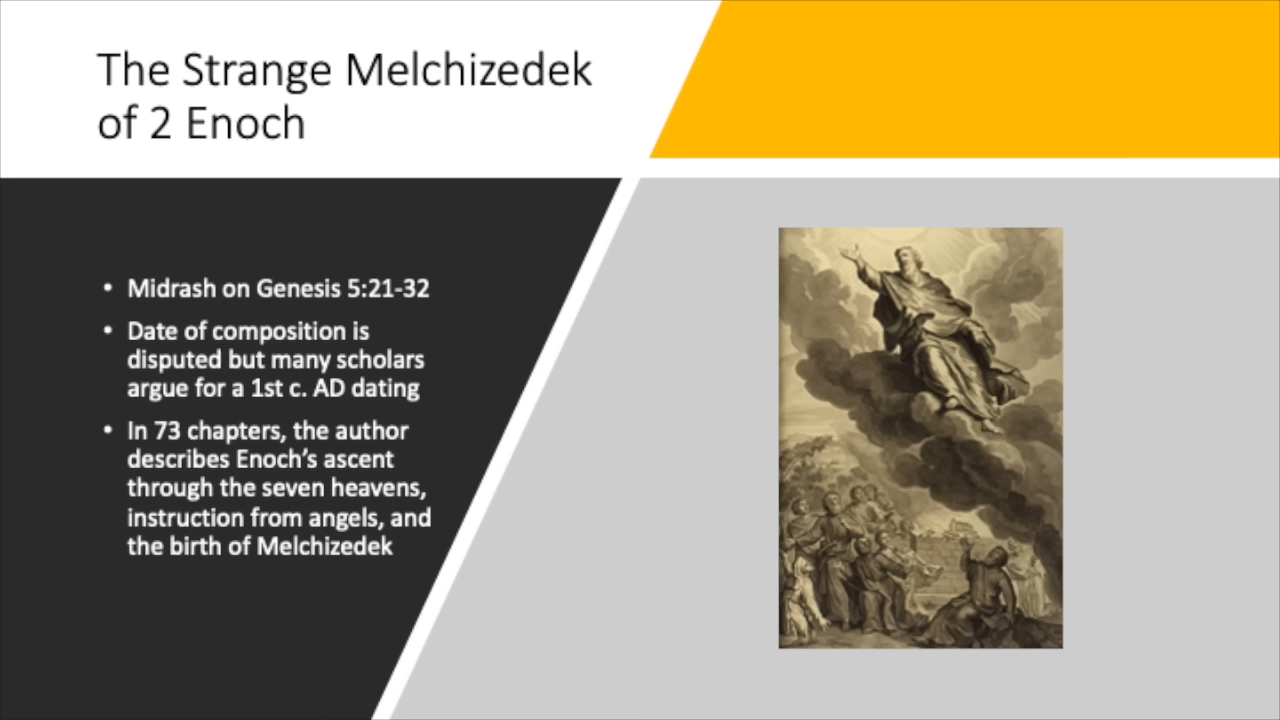 The Strange Melchizedek
of 2 Enoch
• Midrash on Genesis 5:21-32
• Date of composition is
disputed but many scholars
argue for a 1st c. AD dating
• In 73 chapters, the author
describes Enoch’s ascent
through the seven heavens,
instruction from angels, and
the birth of Melchizedek